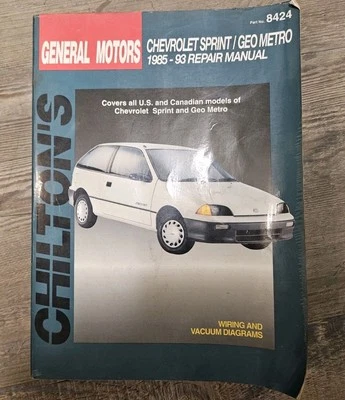 Part No. 8424
GENERAL MOTORS
CHEVROLET SPRINT/GEO METRO
1985-93 REPAIR MANUAL
Covers all U.S. and Canadian models of
Chevrolet Sprint and Geo Metro
CHILTON'S
WIRING AND
VACUUM DIAGRAMS